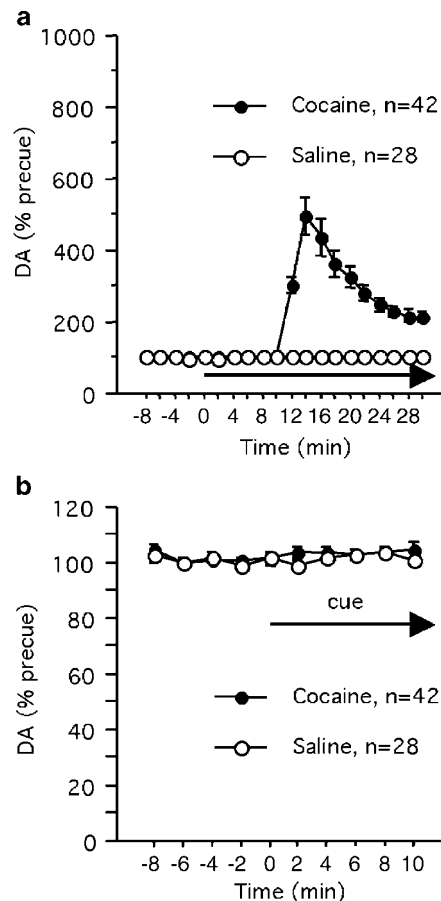 a
1000
800
600
400
200
0
DA (% precue)
Cocaine, n=42
Saline, n=28
-8 -4 0 4 8 12 16 20 24 28
Time (min)
b
120
100
80
60
40
20
0
DA (% precue)
cue
Cocaine, n=42
Saline, n=28
-8 -6 -4 -2 0 2 4 6 8 10
Time (min)